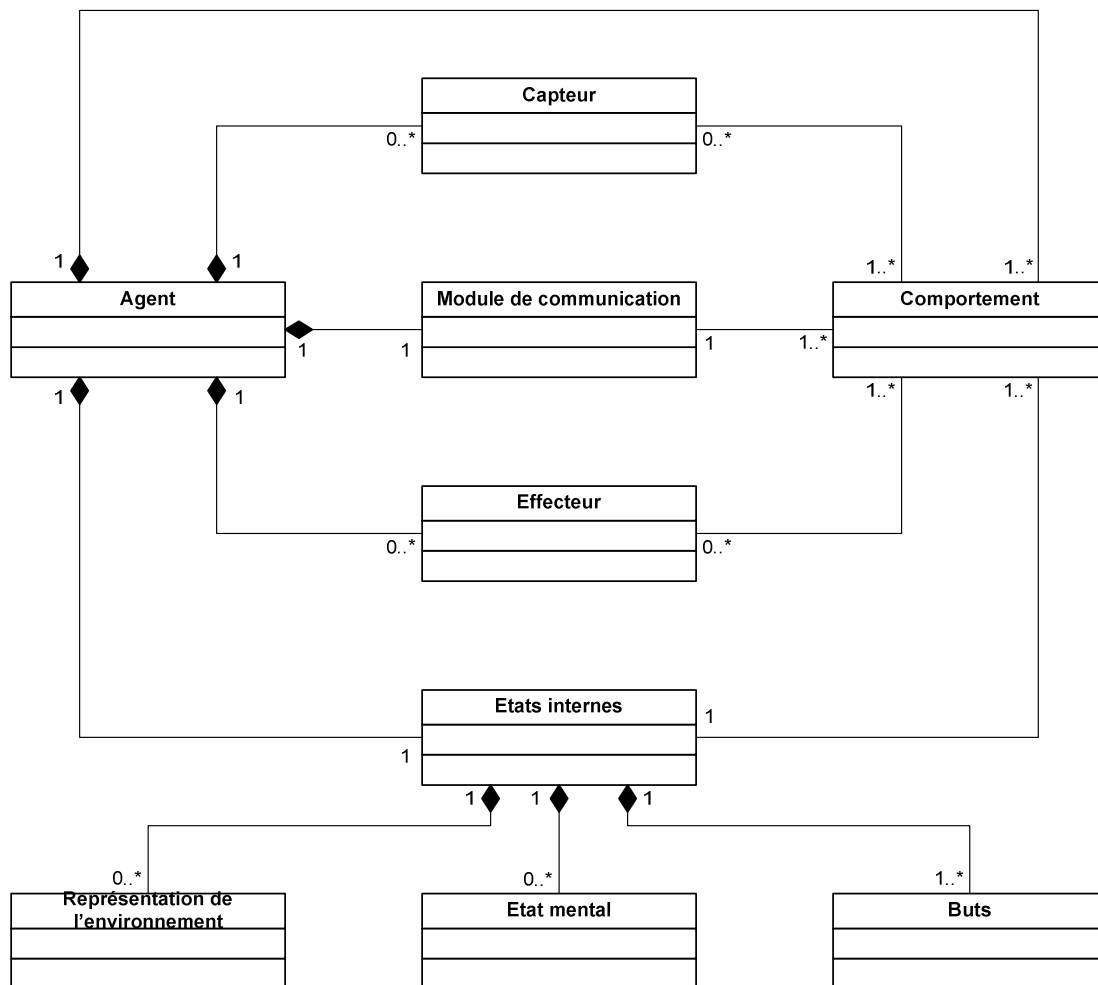 Capteur
0..*
0..*
1
1
1..*
1..*
Agent
Module de communication
Comportement
1
1
1
1..*
1
1
1..*
1..*
Effecteur
0..*
0..*
Etats internes
1
1
1
1
1
0..*
0..*
1..*
Représentation de
l'environnement
Etat mental
Buts